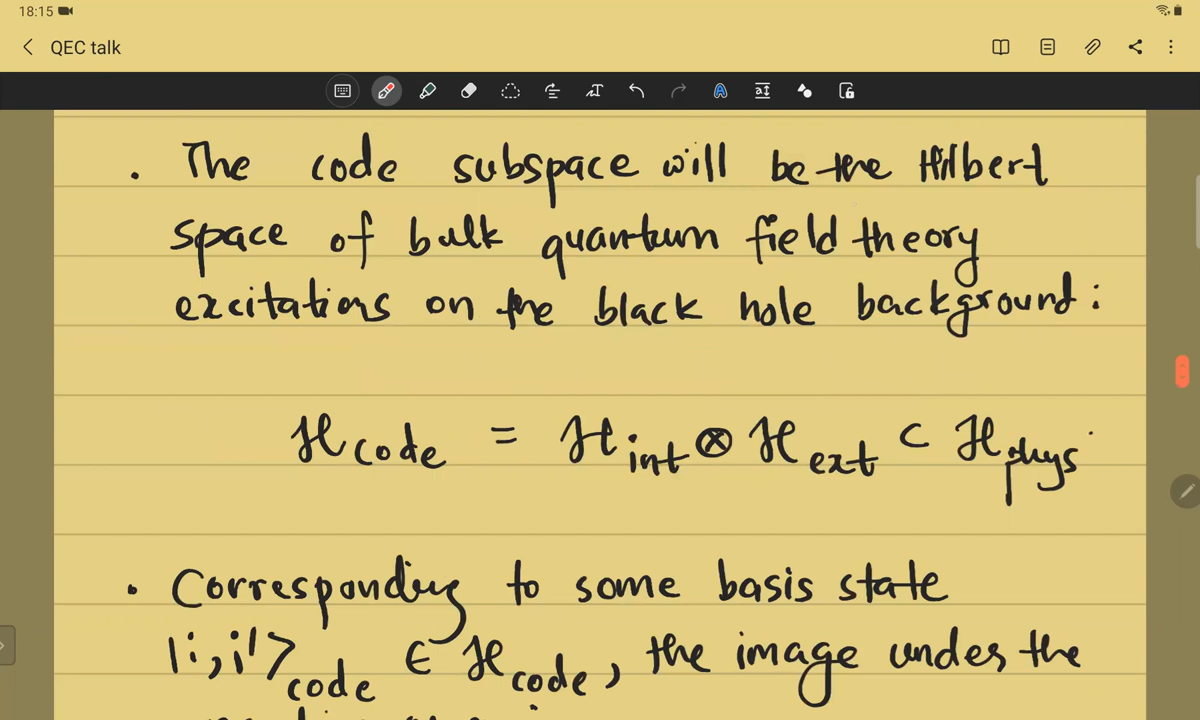 18:15
QEC talk
. The code subspace will be the Hilbert
space of bulk quantum field theory
excitations on the black hole background:
ℋcode = ℋint ⊗ ℋext ⊂ ℋphys.
. Corresponding to some basis state
|i,i'>code ∈ ℋcode, the image under the